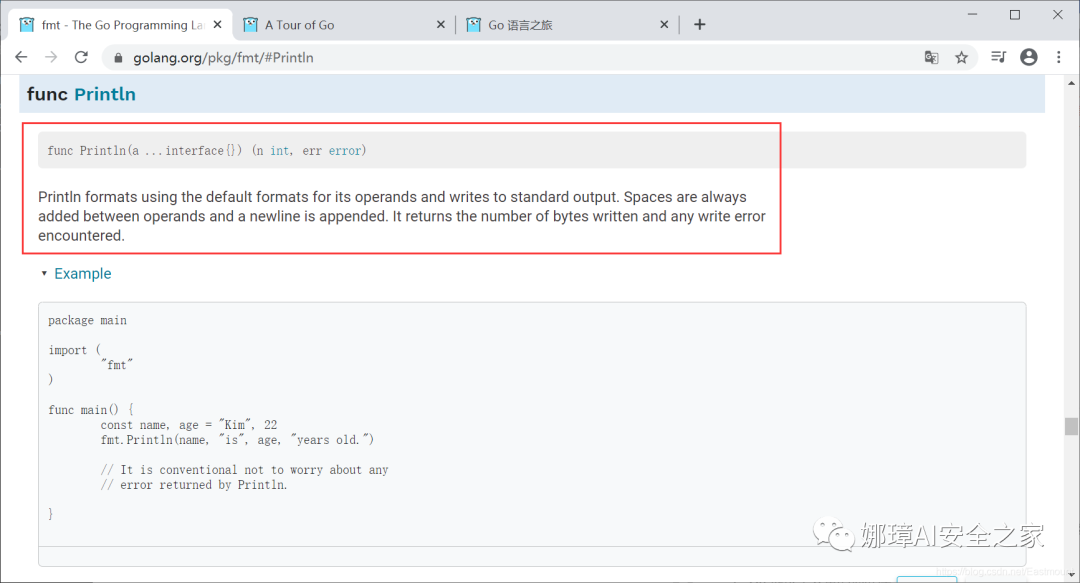 fmt - The Go Programming La
A Tour of Go
Go 语言之旅
golang.org/pkg/fmt/#Println
func Println
func Println(a ...interface{}) (n int, err error)
Println formats using the default formats for its operands and writes to standard output. Spaces are always
added between operands and a newline is appended. It returns the number of bytes written and any write error
encountered.
Example
package main
import (
"fmt"
)
func main() {
const name, age = "Kim", 22
fmt.Println(name, "is", age, "years old.")
// It is conventional not to worry about any
// error returned by Println.
}
娜璋AI安全之家